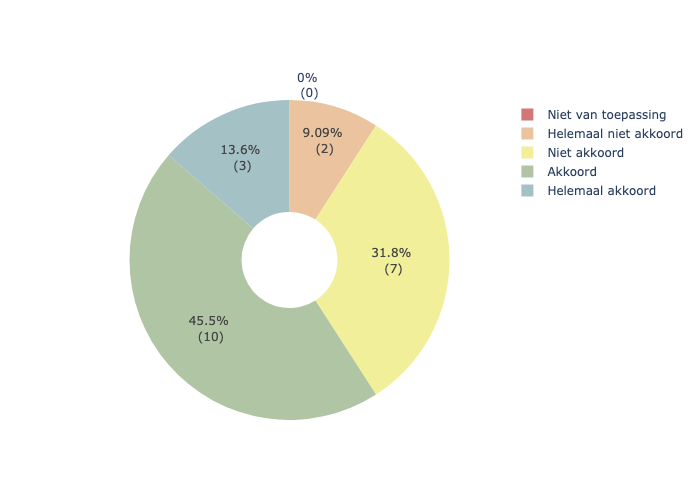 0%
(0)
9.09%
(2)
13.6%
(3)
31.8%
(7)
45.5%
(10)
Niet van toepassing
Helemaal niet akkoord
Niet akkoord
Akkoord
Helemaal akkoord